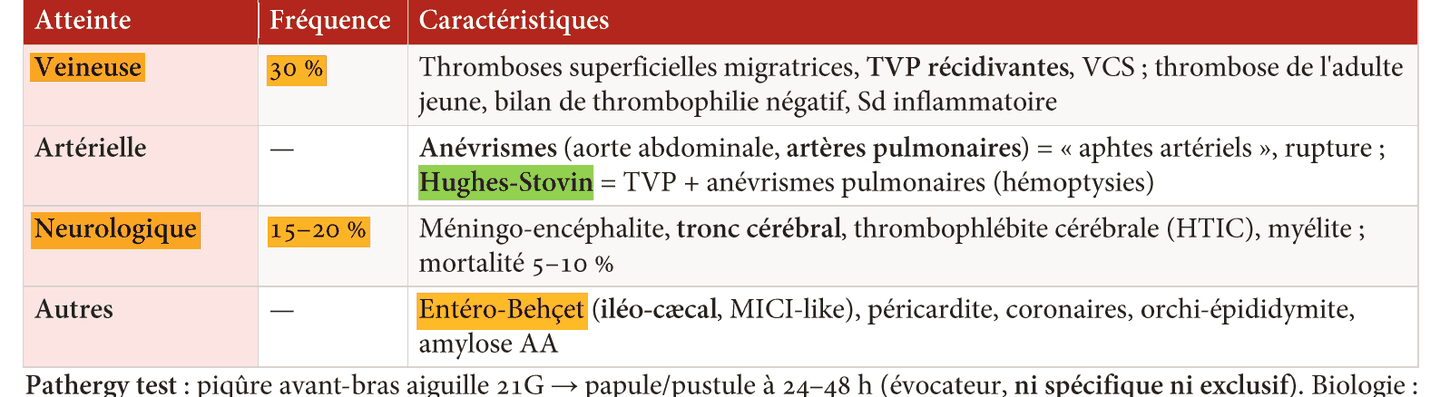 Atteinte Fréquence Caractéristiques
Veineuse 30 % Thromboses superficielles migratrices, TVP récidivantes, VCS ; thrombose de l'adulte
jeune, bilan de thrombophilie négatif, Sd inflammatoire
Artérielle — Anévrismes (aorte abdominale, artères pulmonaires) = « aphtes artériels », rupture ;
Hughes-Stovin = TVP + anévrismes pulmonaires (hémoptysies)
Neurologique 15–20 % Méningo-encéphalite, tronc cérébral, thrombophlébite cérébrale (HTIC), myélite ;
mortalité 5–10 %
Autres — Entéro-Behçet (iléo-cæcal, MICI-like), péricardite, coronaires, orchi-épididymite,
amylose AA
Pathergy test : piqûre avant-bras aiguille 21G → papule/pustule à 24–48 h (évocateur, ni spécifique ni exclusif). Biologie :